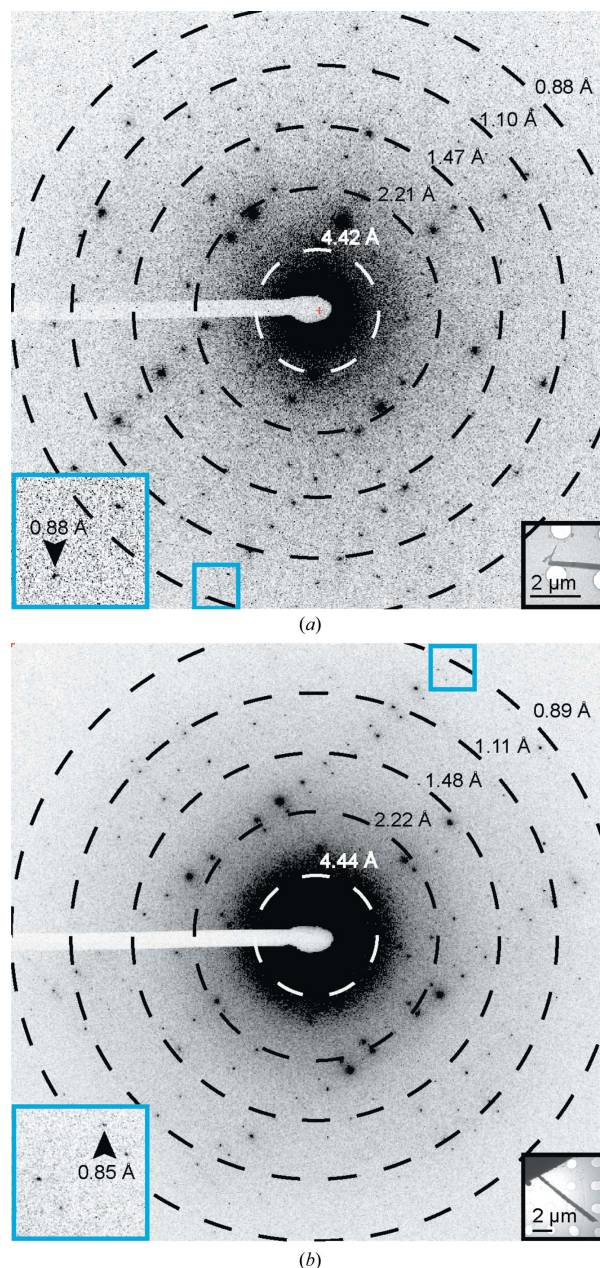 0.88 Å
1.10 Å
1.47 Å
2.21 Å
4.42 Å
0.88 Å
2 µm
(a)
0.89 Å
1.11 Å
1.48 Å
2.22 Å
4.44 Å
0.85 Å
2 µm
(b)